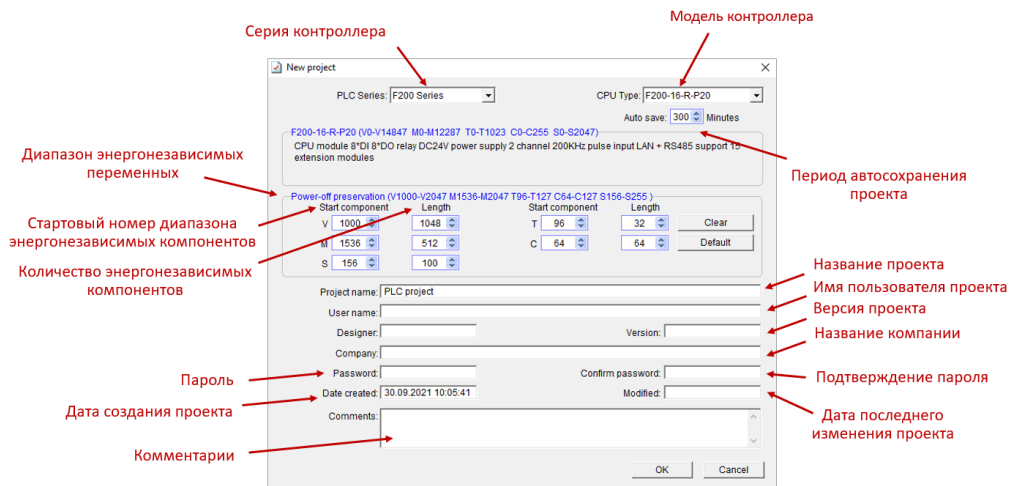 Модель контроллера
Серия контроллера
New project
PLC Series: F200 Series
CPU Type: F200-16-R-P20
Auto save: 300 Minutes
F200-16-R-P20 (V0-V14847 M0-M12287 T0-T1023 C0-C255 S0-S2047)
CPU module 8*DI 8*DO relay DC24V power supply 2 channel 200KHz pulse input LAN + RS485 support 15
extension modules
Диапазон энергонезависимых
переменных
Период автосохранения
проекта
Power-off preservation (V1000-V2047 M1536-M2047 T96-T127 C64-C127 S156-S255 )
Start component Length Start component Length
V 1000 1048 T 96 32 Clear
M 1536 512 C 64 64 Default
S 156 100
Стартовый номер диапазона
энергонезависимых компонентов
Количество энергонезависимых
компонентов
Project name: PLC project
Название проекта
User name:
Имя пользователя проекта
Designer: Version:
Версия проекта
Company:
Название компании
Password: Confirm password:
Пароль
Подтверждение пароля
Date created: 30.09.2021 10:05:41 Modified:
Дата создания проекта
Дата последнего
изменения проекта
Comments:
Комментарии
OK Cancel